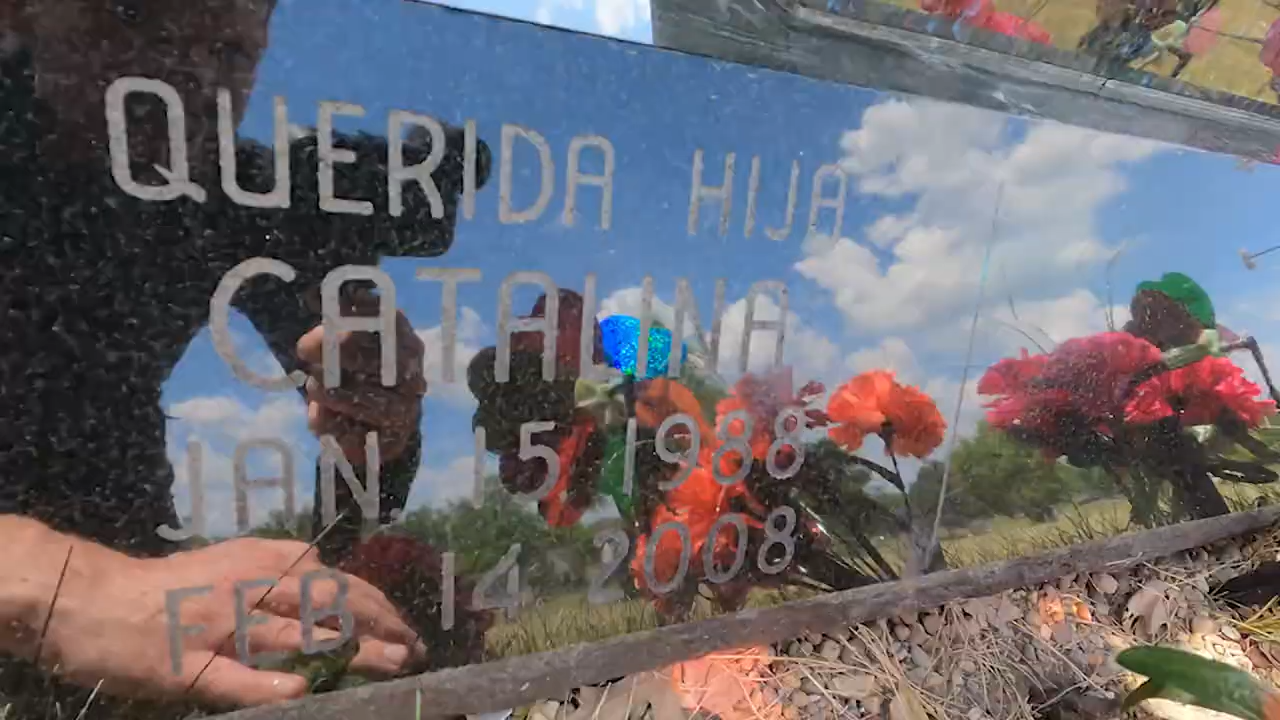 QUERIDA HIJA
CATALINA
JAN. 15, 1988
FEB 14, 2008